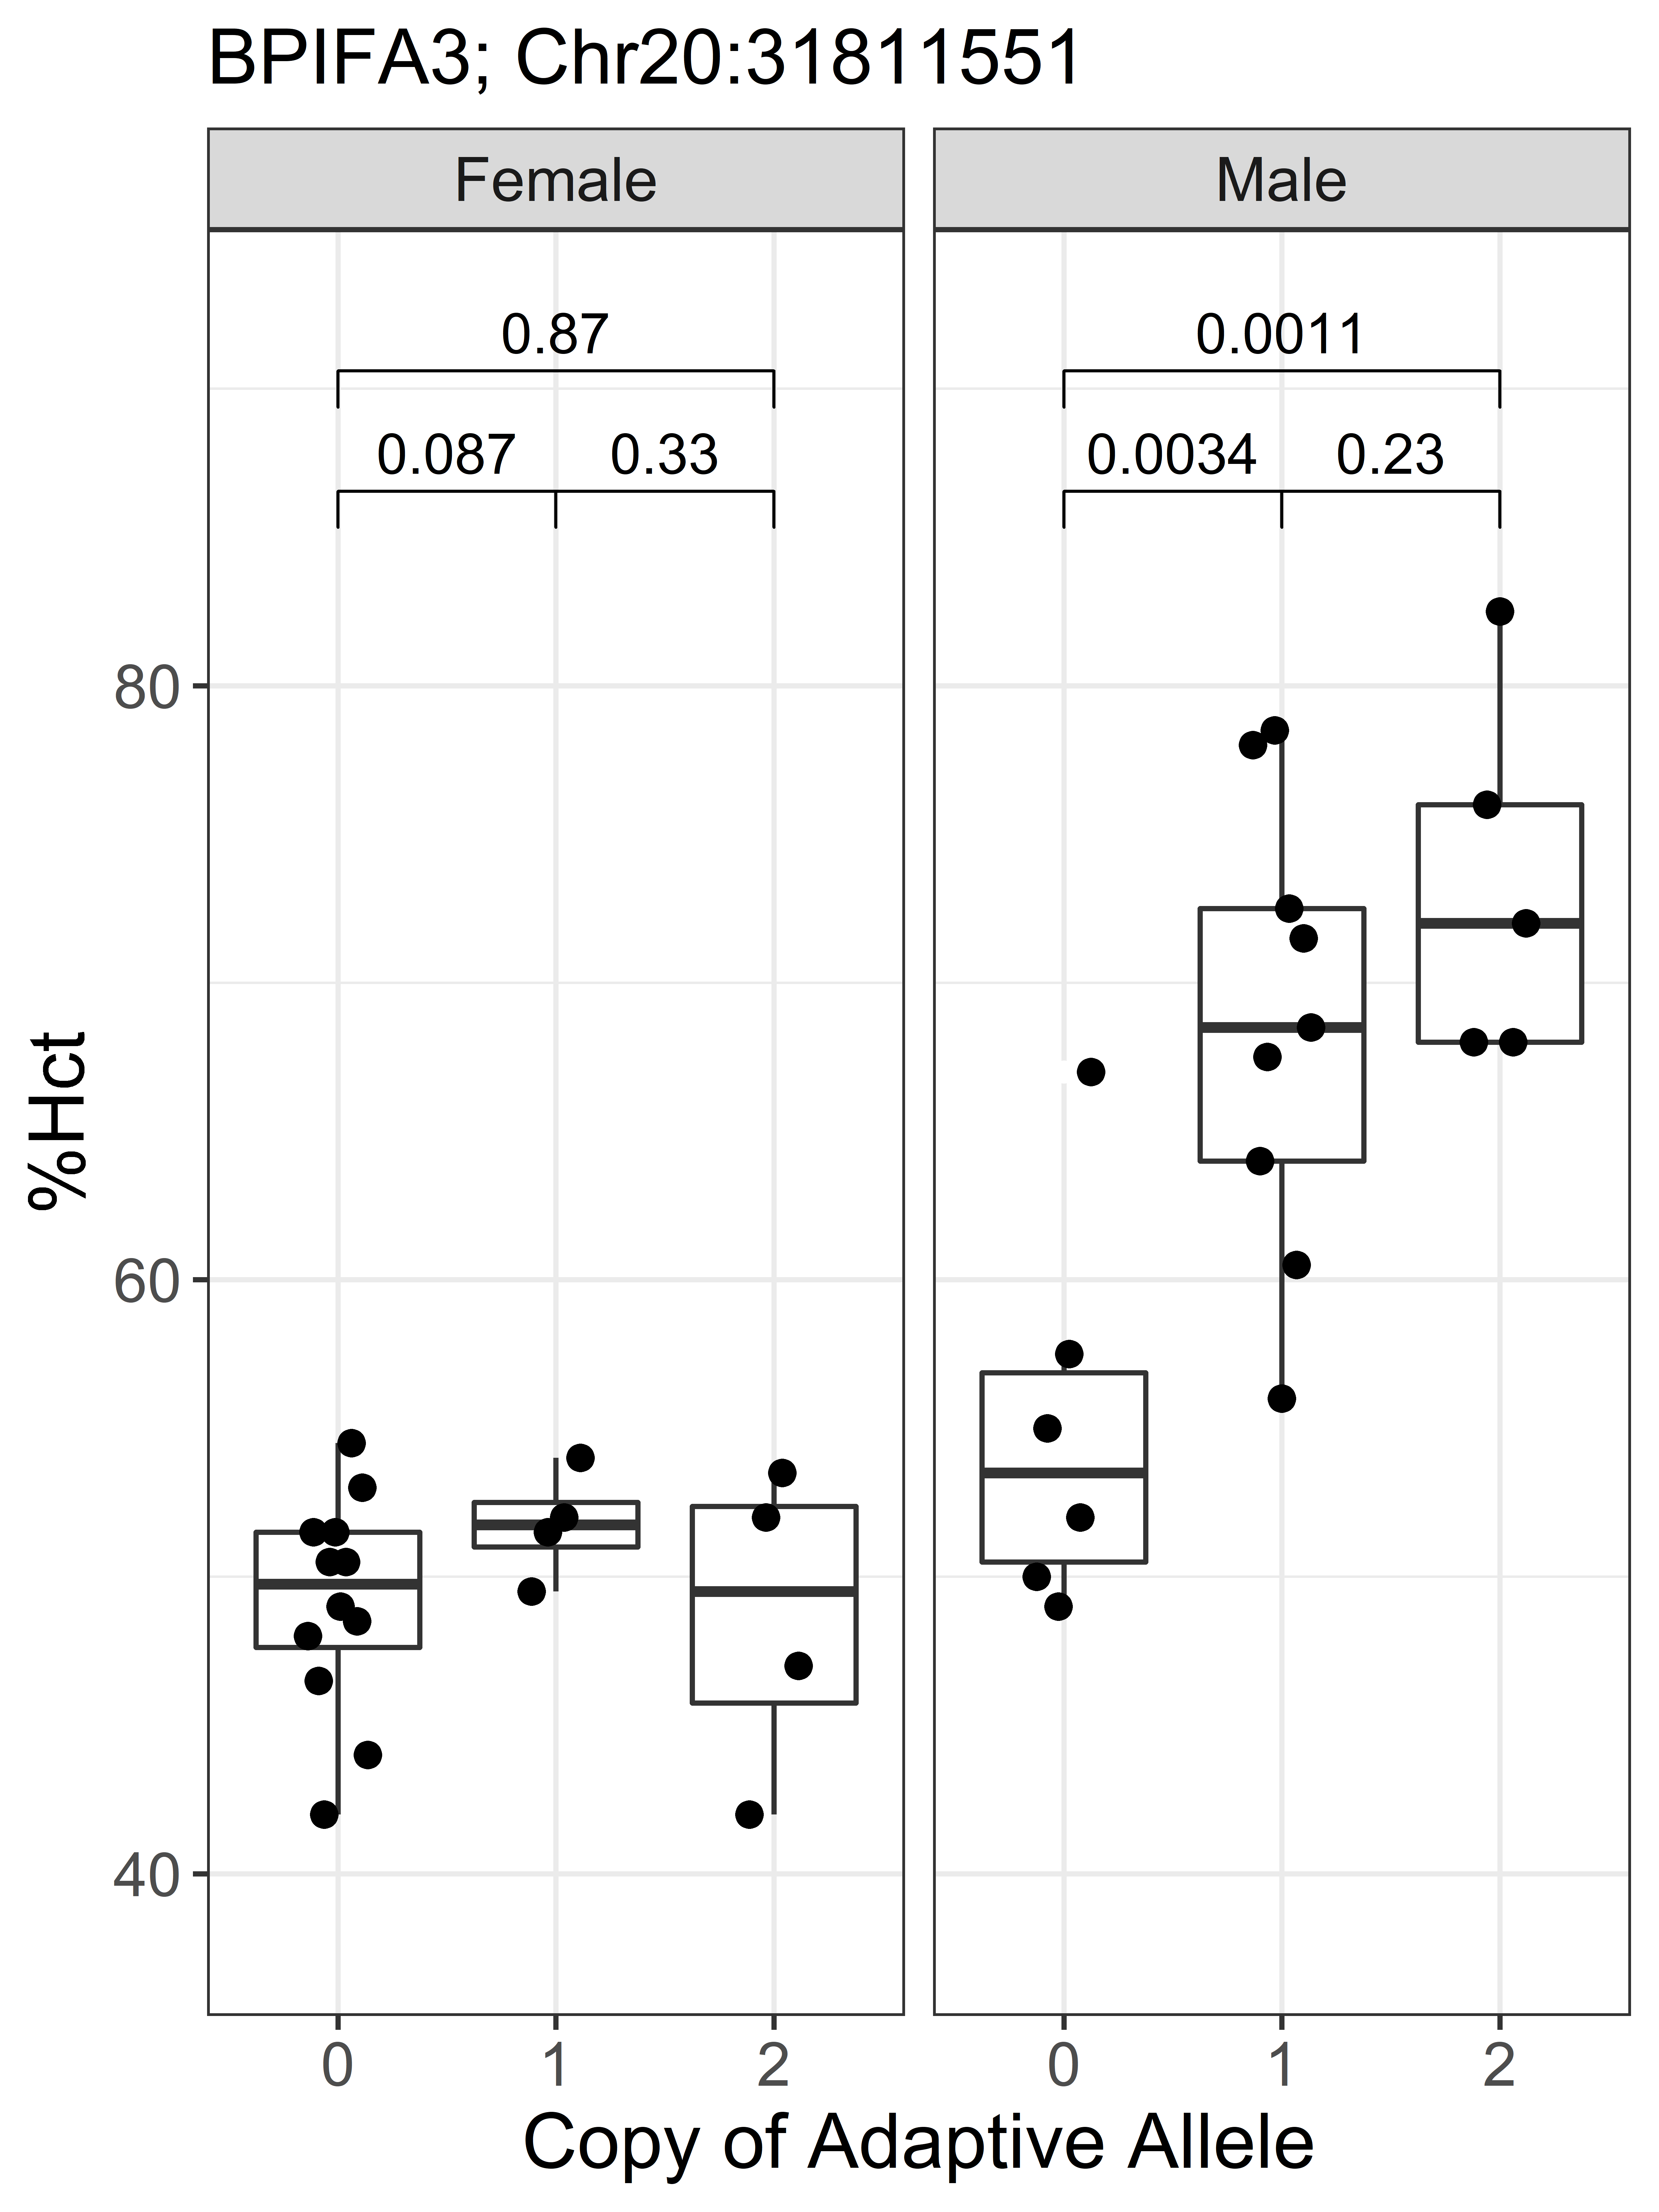 BPIFA3; Chr20:31811551
Female
Male
0.87
0.0011
0.087
0.33
0.0034
0.23
80
60
40
%Hct
0 1 2
0 1 2
Copy of Adaptive Allele